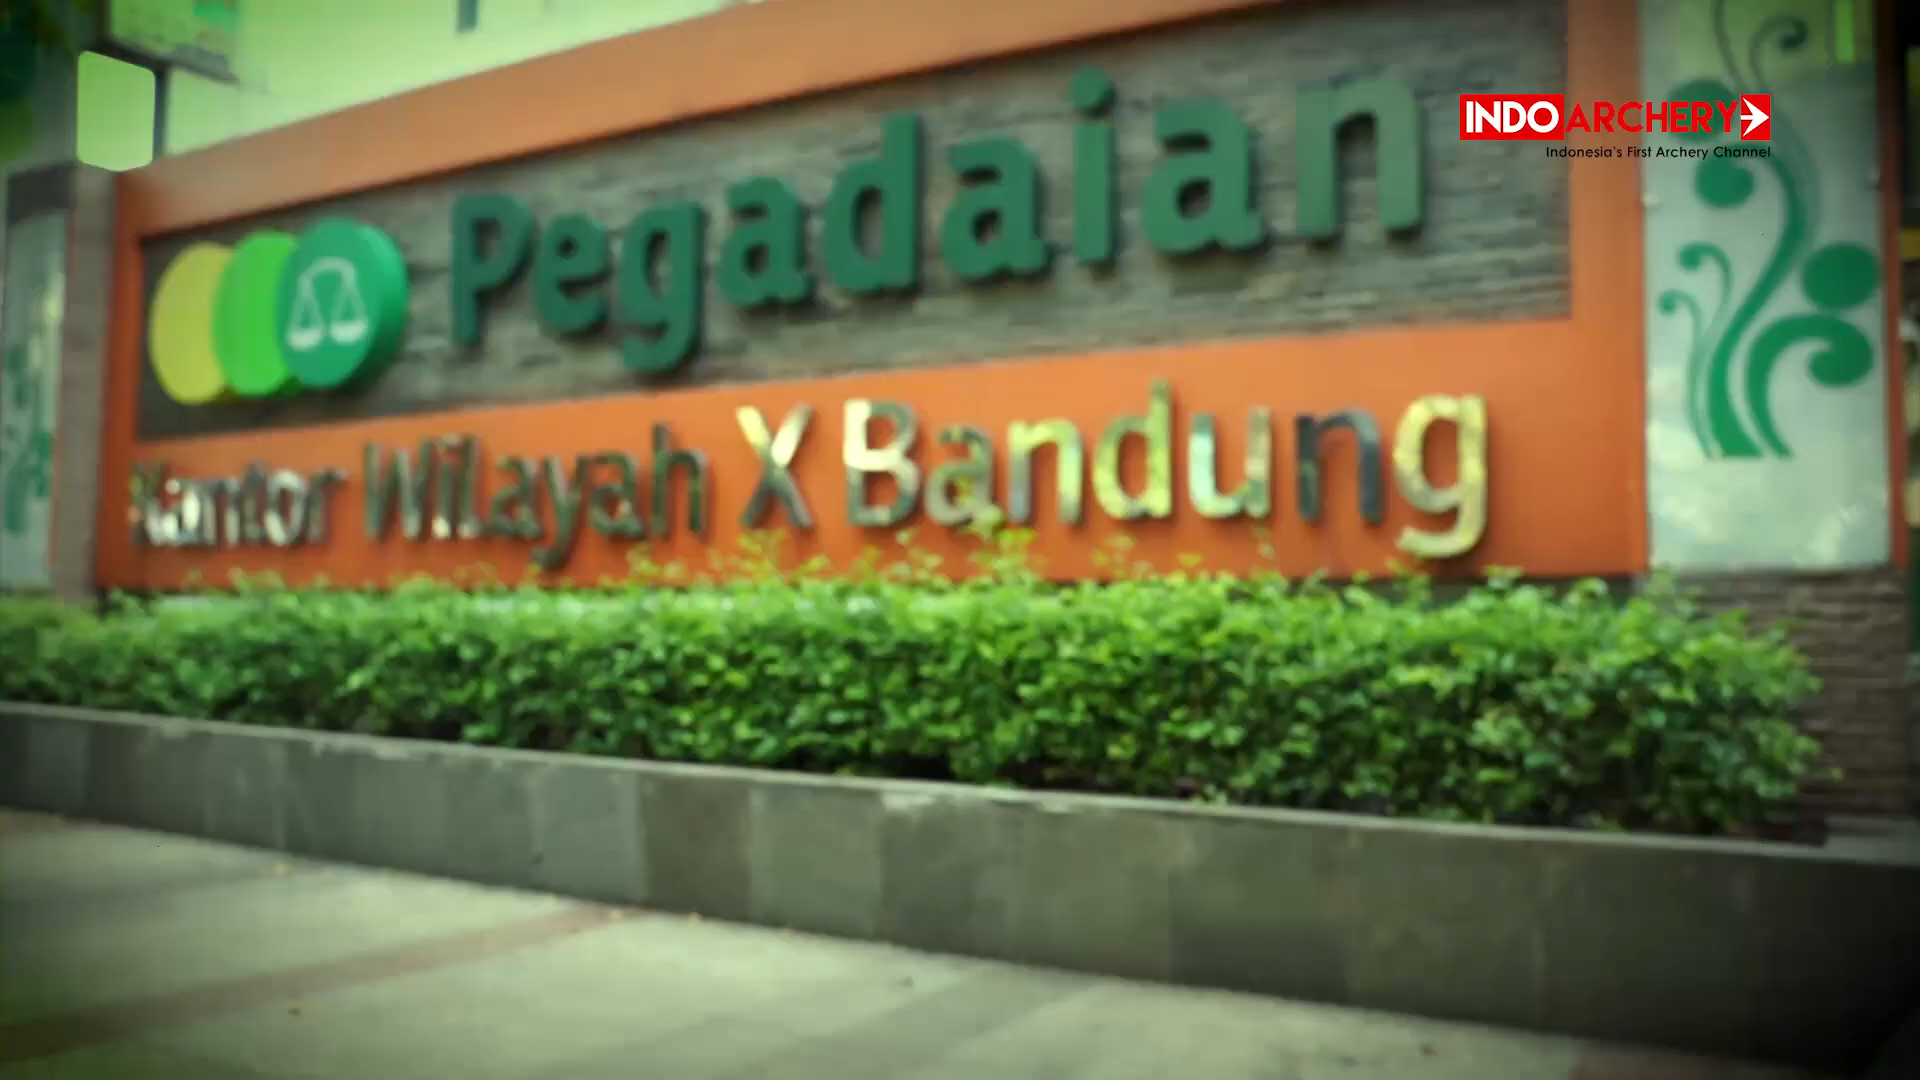 INDOARCHERY
Indonesia's First Archery Channel
Pegadaian
Kantor Wilayah X Bandung